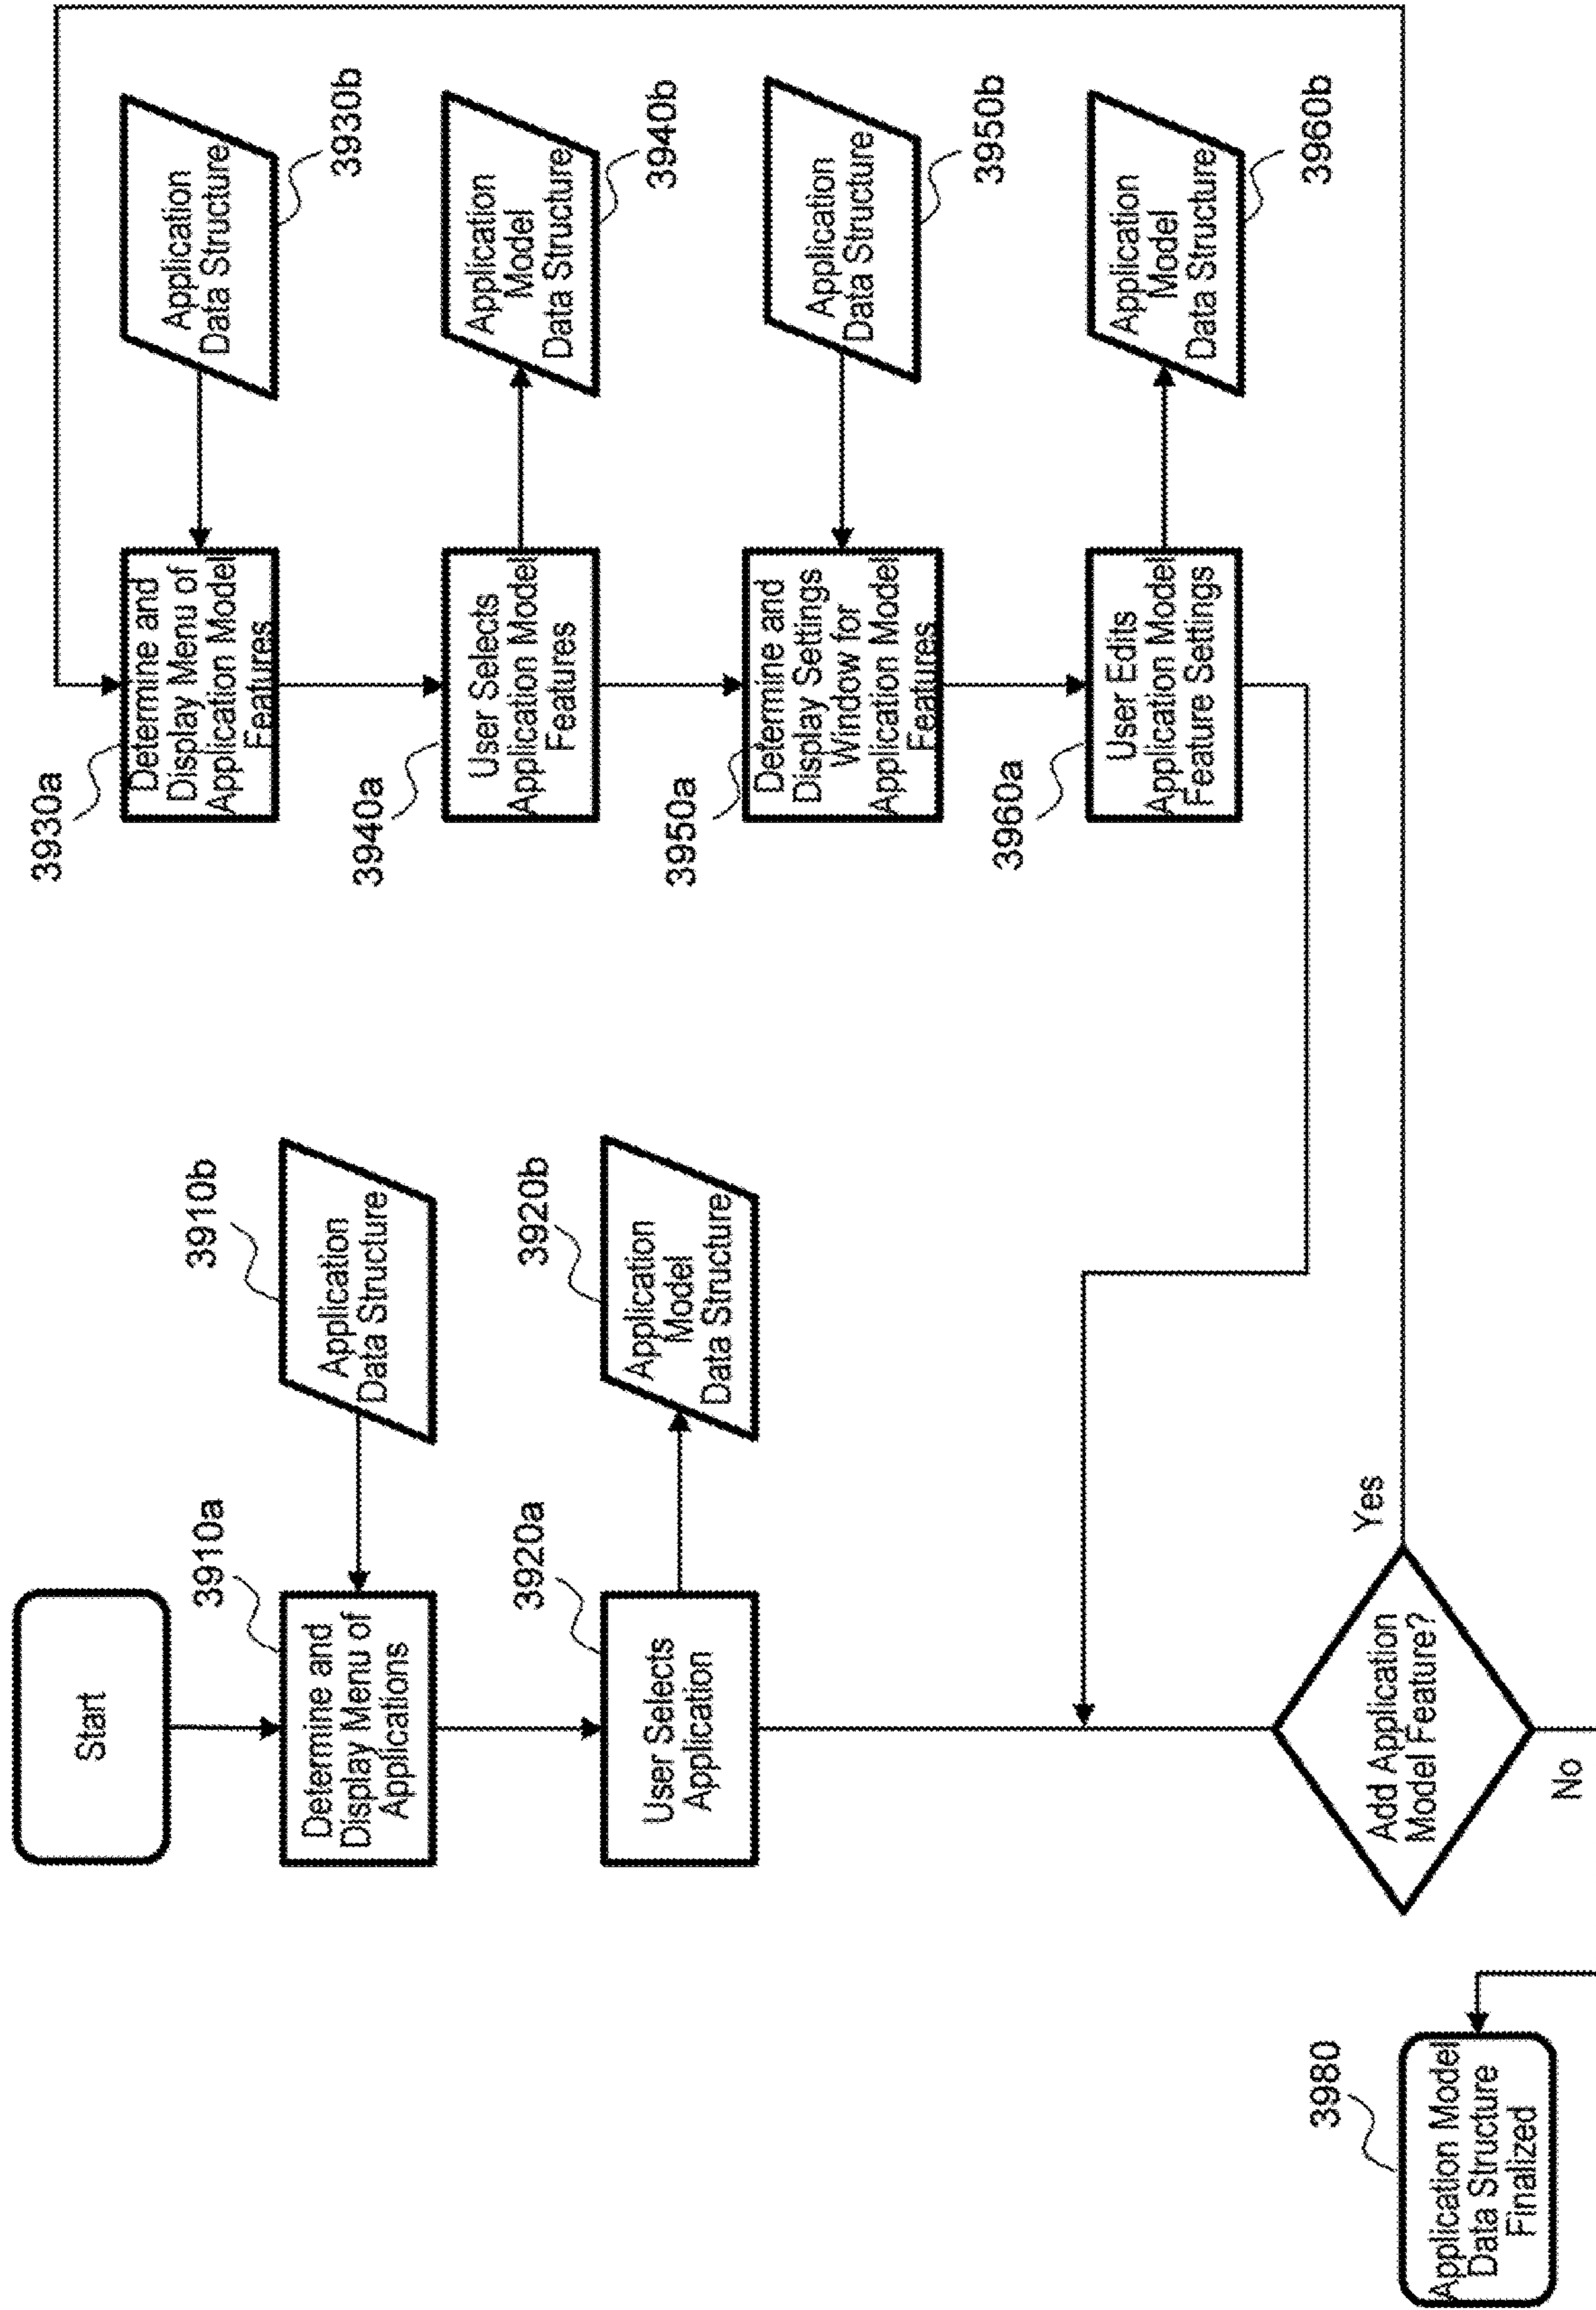 Start
3910a
Determine and
Display Menu of
Applications
3910b
Application
Data Structure
3920a
User Selects
Application
3920b
Application
Model
Data Structure
Add Application
Model Feature?
Yes
No
3980
Application Model
Data Structure
Finalized
3930a
Determine and
Display Menu of
Application Model
Features
3930b
Application
Data Structure
3940a
User Selects
Application Model
Features
3940b
Application
Model
Data Structure
3950a
Determine and
Display Settings
Window for
Application Model
Features
3950b
Application
Data Structure
3960a
User Edits
Application Model
Feature Settings
3960b
Application
Model
Data Structure